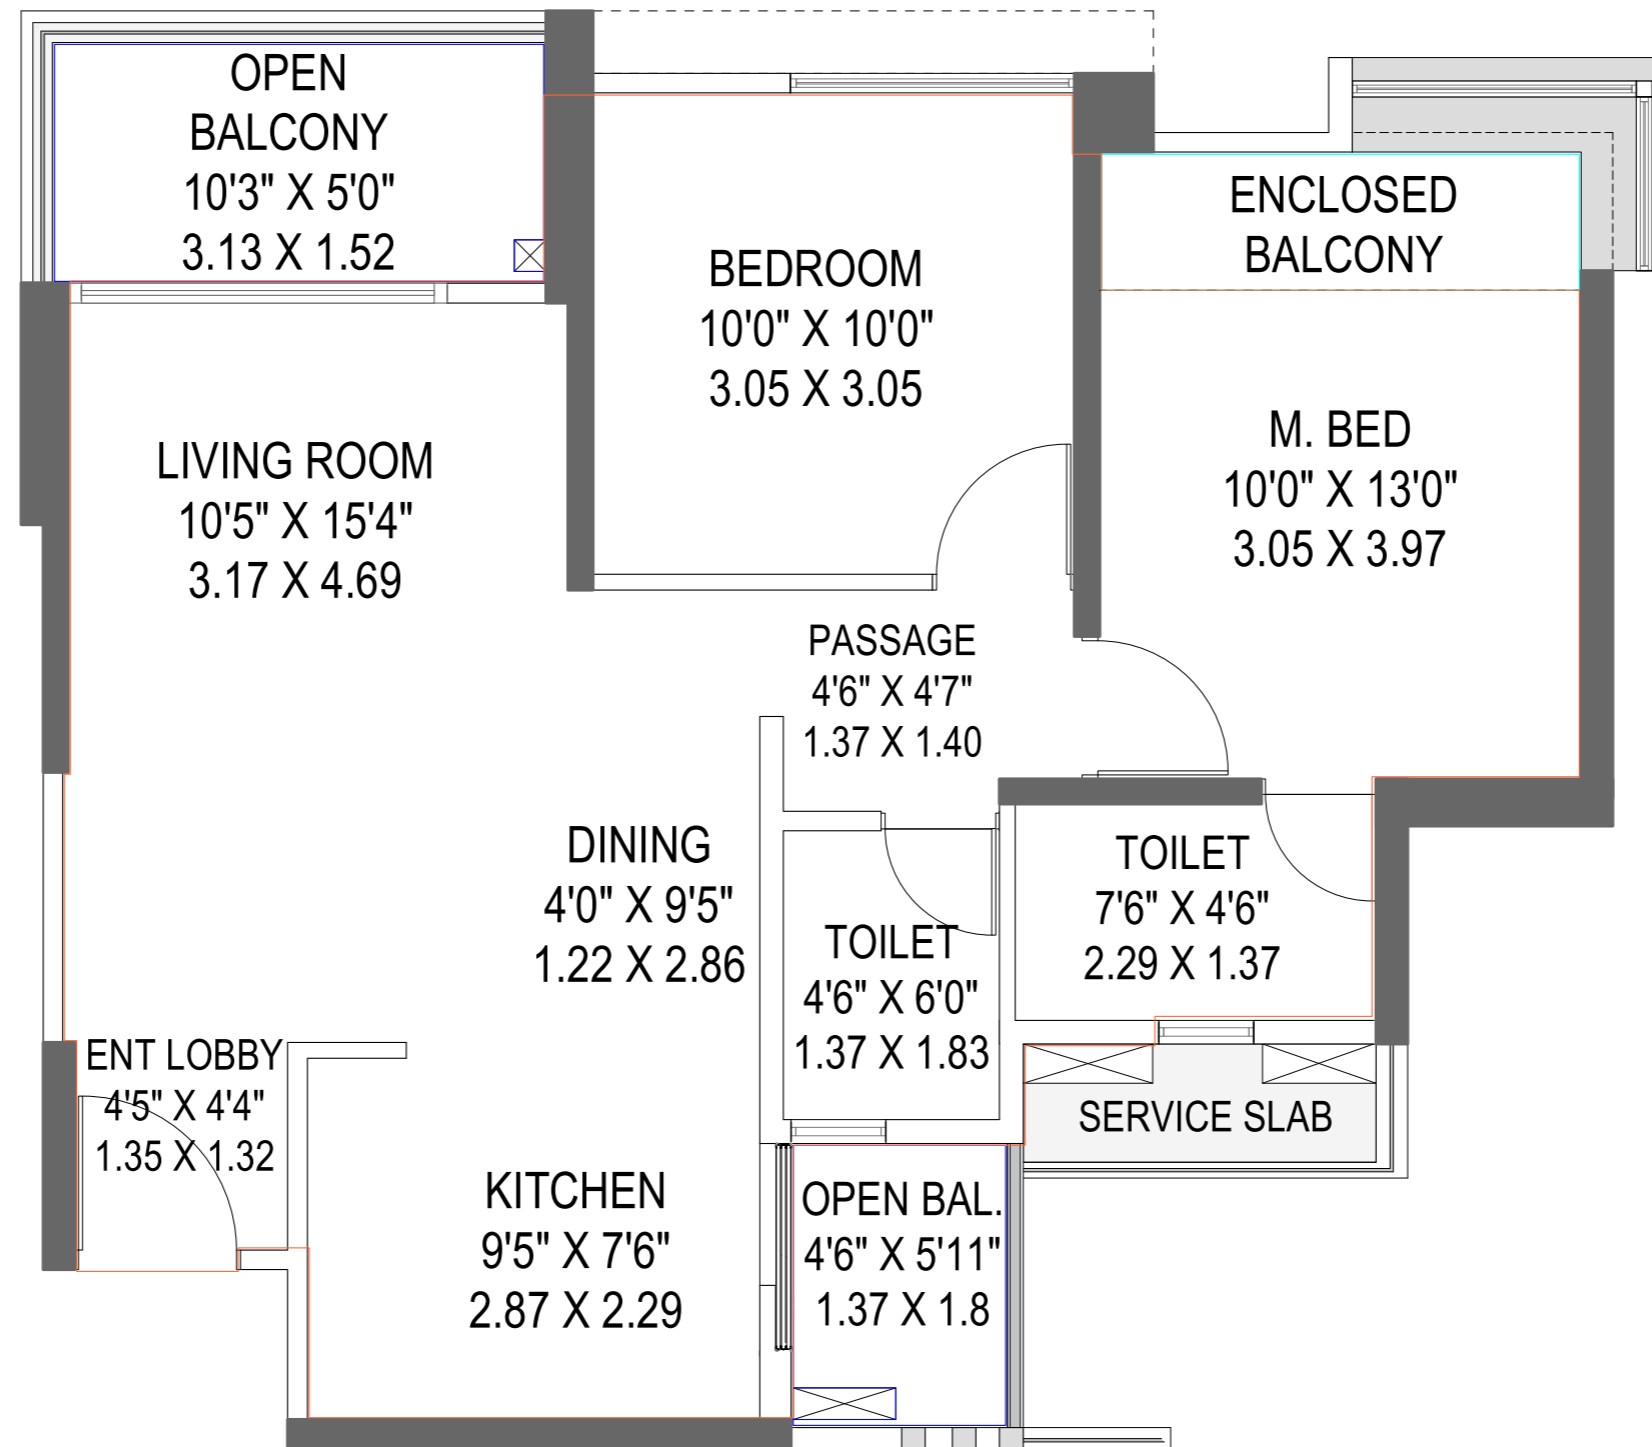 OPEN
BALCONY
10'3" X 5'0"
3.13 X 1.52
BEDROOM
10'0" X 10'0"
3.05 X 3.05
ENCLOSED
BALCONY
M. BED
10'0" X 13'0"
3.05 X 3.97
LIVING ROOM
10'5" X 15'4"
3.17 X 4.69
PASSAGE
4'6" X 4'7"
1.37 X 1.40
DINING
4'0" X 9'5"
1.22 X 2.86
TOILET
4'6" X 6'0"
1.37 X 1.83
TOILET
7'6" X 4'6"
2.29 X 1.37
ENT LOBBY
4'5" X 4'4"
1.35 X 1.32
SERVICE SLAB
KITCHEN
9'5" X 7'6"
2.87 X 2.29
OPEN BAL.
4'6" X 5'11"
1.37 X 1.8